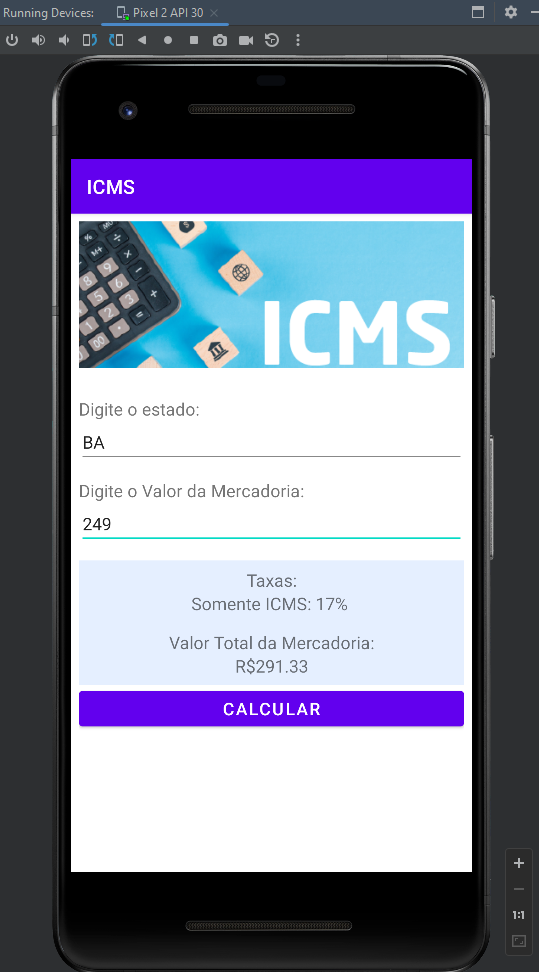 Running Devices: Pixel 2 API 30
ICMS
ICMS
Digite o estado:
BA
Digite o Valor da Mercadoria:
249
Taxas:
Somente ICMS: 17%
Valor Total da Mercadoria:
R$291.33
CALCULAR
1:1